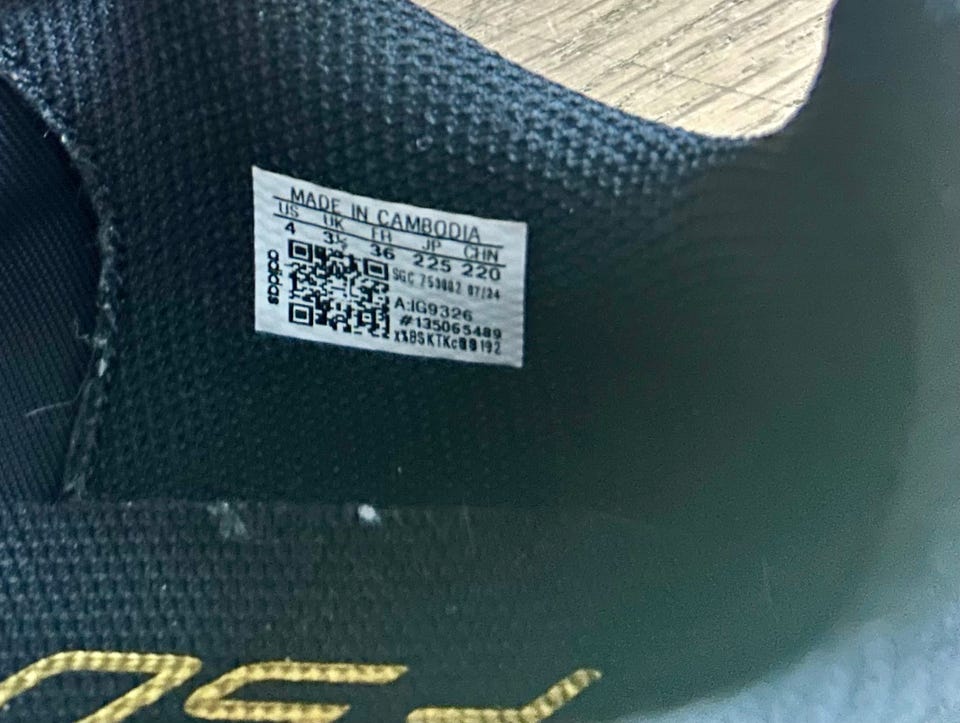 MADE IN CAMBODIA
US UK FR JP CHN
4 3½ 36 225 220
adidas
SGC 753002 07/24
A:IG9326
#135065489